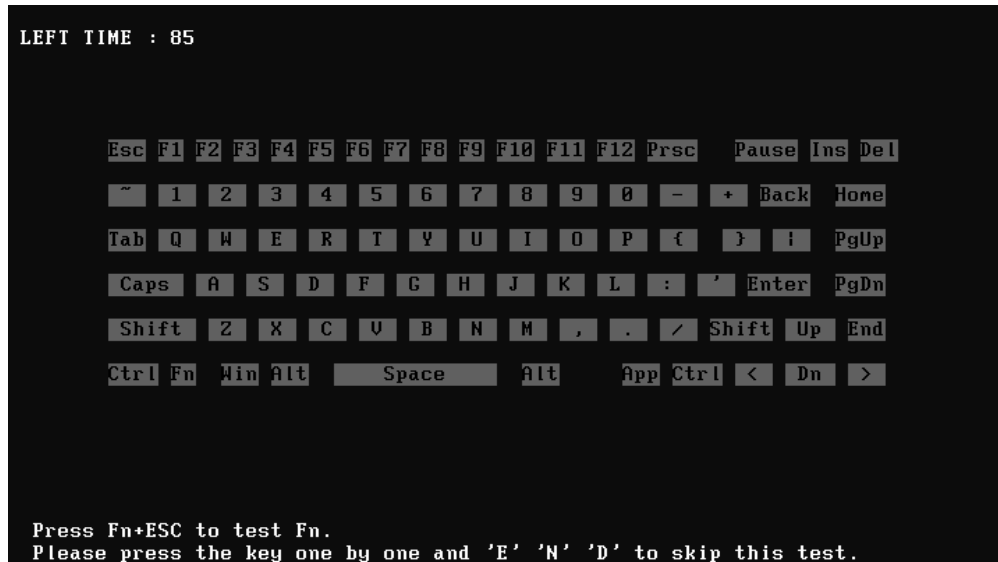 LEFT TIME : 85
Esc F1 F2 F3 F4 F5 F6 F7 F8 F9 F10 F11 F12 Prsc Pause Ins Del
~ 1 2 3 4 5 6 7 8 9 0 - + Back Home
Tab Q W E R T Y U I O P { } ¦ PgUp
Caps A S D F G H J K L : ' Enter PgDn
Shift Z X C V B N M , . / Shift Up End
Ctrl Fn Win Alt Space Alt App Ctrl < Dn >
Press Fn+ESC to test Fn.
Please press the key one by one and 'E' 'N' 'D' to skip this test.